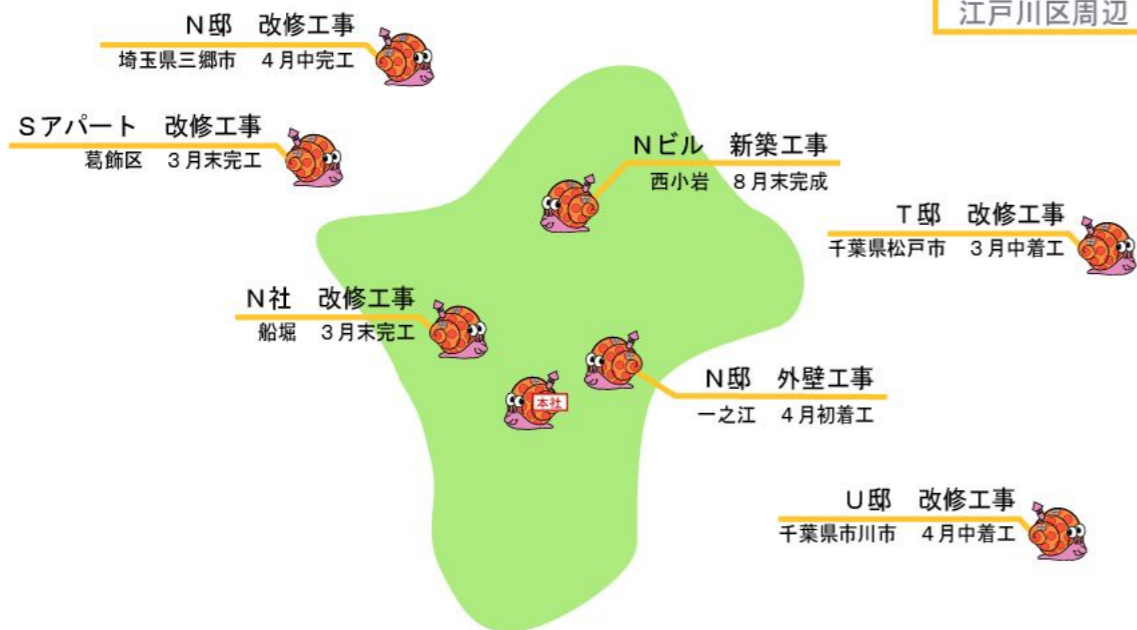 江戸川区周辺
N邸　改修工事
埼玉県三郷市　4月中完工
Sアパート　改修工事
葛飾区　3月末完工
Nビル　新築工事
西小岩　8月末完成
T邸　改修工事
千葉県松戸市　3月中着工
N社　改修工事
船堀　3月末完工
N邸　外壁工事
一之江　4月初着工
本社
U邸　改修工事
千葉県市川市　4月中着工